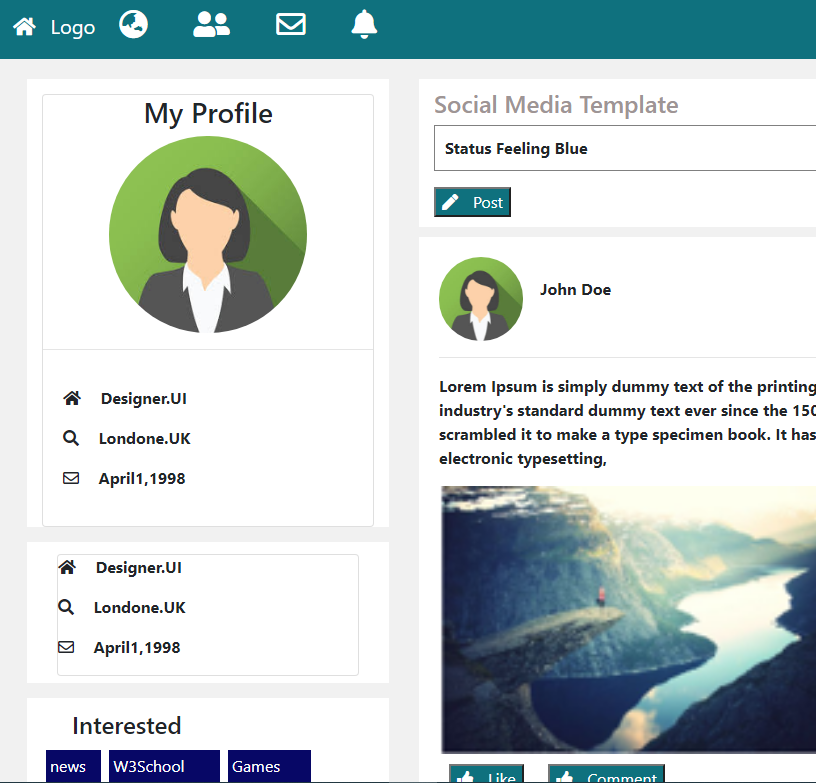 Logo
My Profile
Designer.UI
Londone.UK
April1,1998
Designer.UI
Londone.UK
April1,1998
Interested
news W3School Games
Social Media Template
Status Feeling Blue
Post
John Doe
Lorem Ipsum is simply dummy text of the printing
industry's standard dummy text ever since the 150
scrambled it to make a type specimen book. It has
electronic typesetting,
Like Comment